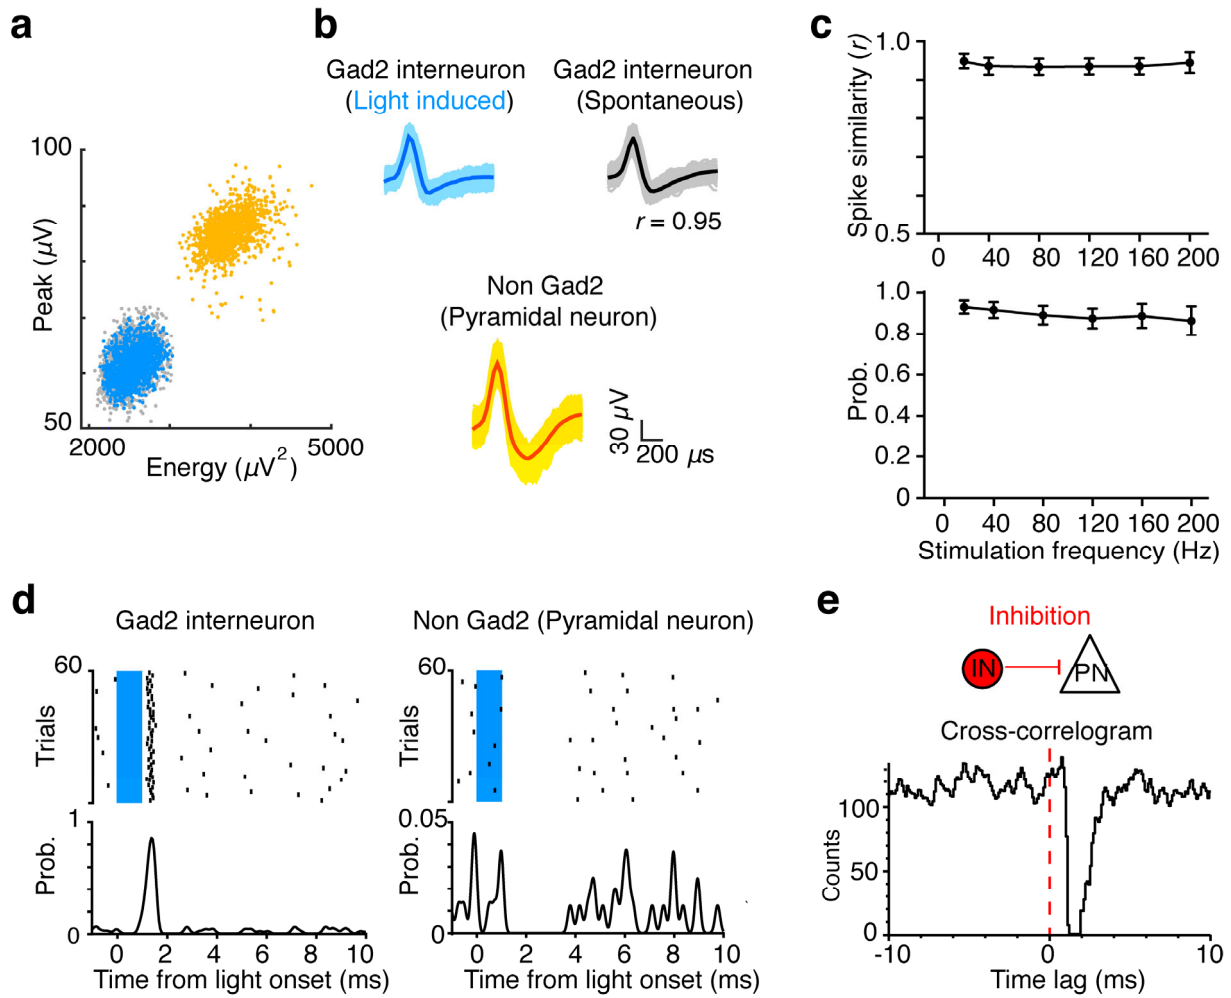 a
100
Peak (μV)
50
2000
5000
Energy (μV²)
b
Gad2 interneuron
(Light induced)
Gad2 interneuron
(Spontaneous)
r = 0.95
Non Gad2
(Pyramidal neuron)
30 μV
200 μs
c
Spike similarity (r)
1.0
0.5
0 40 80 120 160 200
Prob.
1.0
0.8
0.6
0.4
0.2
0
0 40 80 120 160 200
Stimulation frequency (Hz)
d
Gad2 interneuron
60
Trials
1
Prob.
0
0 2 4 6 8 10
Time from light onset (ms)
Non Gad2 (Pyramidal neuron)
60
Trials
0.05
Prob.
0
0 2 4 6 8 10
Time from light onset (ms)
e
Inhibition
IN
PN
Cross-correlogram
100
Counts
50
0
-10 0 10
Time lag (ms)